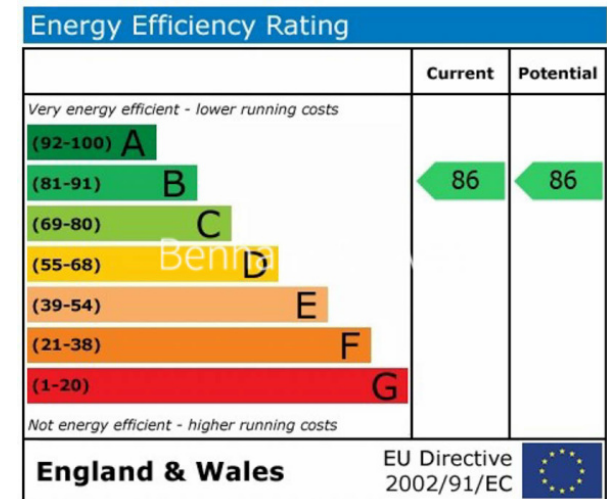 Energy Efficiency Rating
Current Potential
Very energy efficient - lower running costs
(92-100) A
(81-91) B 86 86
(69-80) C
(55-68) D
(39-54) E
(21-38) F
(1-20) G
Not energy efficient - higher running costs
England & Wales
EU Directive
2002/91/EC